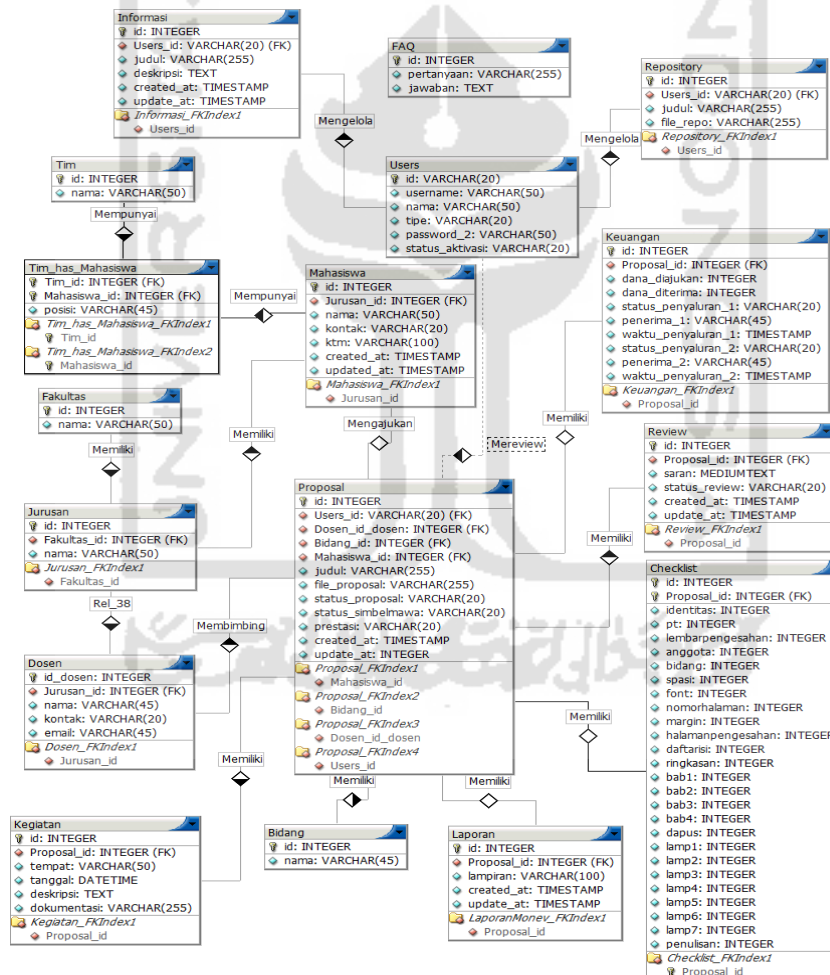 Informasi
id: INTEGER
Users_id: VARCHAR(20) (FK)
judul: VARCHAR(255)
deskripsi: TEXT
created_at: TIMESTAMP
update_at: TIMESTAMP
Informasi_FKIndex1
Users_id
FAQ
id: INTEGER
pertanyaan: VARCHAR(255)
jawaban: TEXT
Repository
id: INTEGER
Users_id: VARCHAR(20) (FK)
judul: VARCHAR(255)
file_repo: VARCHAR(255)
Repository_FKIndex1
Users_id
Mengelola
Mengelola
Tim
id: INTEGER
nama: VARCHAR(50)
Mempunyai
Users
id: VARCHAR(20)
username: VARCHAR(50)
nama: VARCHAR(50)
tipe: VARCHAR(20)
password_2: VARCHAR(50)
status_aktivasi: VARCHAR(20)
Tim_has_Mahasiswa
Tim_id: INTEGER (FK)
Mahasiswa_id: INTEGER (FK)
posisi: VARCHAR(45)
Tim_has_Mahasiswa_FKIndex1
Tim_id
Tim_has_Mahasiswa_FKIndex2
Mahasiswa_id
Mempunyai
Mahasiswa
id: INTEGER
Jurusan_id: INTEGER (FK)
nama: VARCHAR(50)
kontak: VARCHAR(20)
ktm: VARCHAR(100)
created_at: TIMESTAMP
updated_at: TIMESTAMP
Mahasiswa_FKIndex1
Jurusan_id
Keuangan
id: INTEGER
Proposal_id: INTEGER (FK)
dana_diajukan: INTEGER
dana_diterima: INTEGER
status_penyaluran_1: VARCHAR(20)
penerima_1: VARCHAR(45)
waktu_penyaluran_1: TIMESTAMP
status_penyaluran_2: VARCHAR(20)
penerima_2: VARCHAR(45)
waktu_penyaluran_2: TIMESTAMP
Keuangan_FKIndex1
Proposal_id
Fakultas
id: INTEGER
nama: VARCHAR(50)
Memiliki
Memiliki
Mengajukan
Mereview
Memiliki
Jurusan
id: INTEGER
Fakultas_id: INTEGER (FK)
nama: VARCHAR(50)
Jurusan_FKIndex1
Fakultas_id
Rel_38
Proposal
id: INTEGER
Users_id: VARCHAR(20) (FK)
Dosen_id_dosen: INTEGER (FK)
Bidang_id: INTEGER (FK)
Mahasiswa_id: INTEGER (FK)
judul: VARCHAR(255)
file_proposal: VARCHAR(255)
status_proposal: VARCHAR(20)
status_simbelmawa: VARCHAR(20)
prestasi: VARCHAR(20)
created_at: TIMESTAMP
update_at: INTEGER
Proposal_FKIndex1
Mahasiswa_id
Proposal_FKIndex2
Bidang_id
Proposal_FKIndex3
Dosen_id_dosen
Proposal_FKIndex4
Users_id
Review
id: INTEGER
Proposal_id: INTEGER (FK)
saran: MEDIUMTEXT
status_review: VARCHAR(20)
created_at: TIMESTAMP
update_at: TIMESTAMP
Review_FKIndex1
Proposal_id
Memiliki
Membimbing
Dosen
id_dosen: INTEGER
Jurusan_id: INTEGER (FK)
nama: VARCHAR(45)
kontak: VARCHAR(20)
email: VARCHAR(45)
Dosen_FKIndex1
Jurusan_id
Checklist
id: INTEGER
Proposal_id: INTEGER (FK)
identitas: INTEGER
pt: INTEGER
lembarpengesahan: INTEGER
anggota: INTEGER
bidang: INTEGER
spasi: INTEGER
font: INTEGER
nomorhalaman: INTEGER
margin: INTEGER
halamanpengesahan: INTEGER
daftarisi: INTEGER
ringkasan: INTEGER
bab1: INTEGER
bab2: INTEGER
bab3: INTEGER
bab4: INTEGER
dapus: INTEGER
lamp1: INTEGER
lamp2: INTEGER
lamp3: INTEGER
lamp4: INTEGER
lamp5: INTEGER
lamp6: INTEGER
lamp7: INTEGER
penulisan: INTEGER
Checklist_FKIndex1
Proposal_id
Memiliki
Memiliki
Memiliki
Memiliki
Kegiatan
id: INTEGER
Proposal_id: INTEGER (FK)
tempat: VARCHAR(50)
tanggal: DATETIME
deskripsi: TEXT
dokumentasi: VARCHAR(255)
Kegiatan_FKIndex1
Proposal_id
Bidang
id: INTEGER
nama: VARCHAR(45)
Laporan
id: INTEGER
Proposal_id: INTEGER (FK)
lampiran: VARCHAR(100)
created_at: TIMESTAMP
update_at: TIMESTAMP
LaporanMonev_FKIndex1
Proposal_id